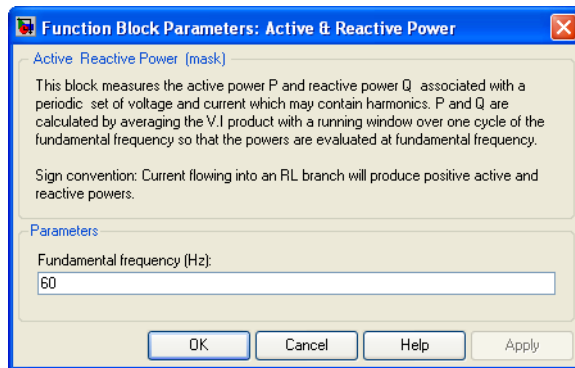 Function Block Parameters: Active & Reactive Power
Active Reactive Power (mask)
This block measures the active power P and reactive power Q associated with a
periodic set of voltage and current which may contain harmonics. P and Q are
calculated by averaging the V.I product with a running window over one cycle of the
fundamental frequency so that the powers are evaluated at fundamental frequency.
Sign convention: Current flowing into an RL branch will produce positive active and
reactive powers.
Parameters
Fundamental frequency (Hz):
60
OK
Cancel
Help
Apply